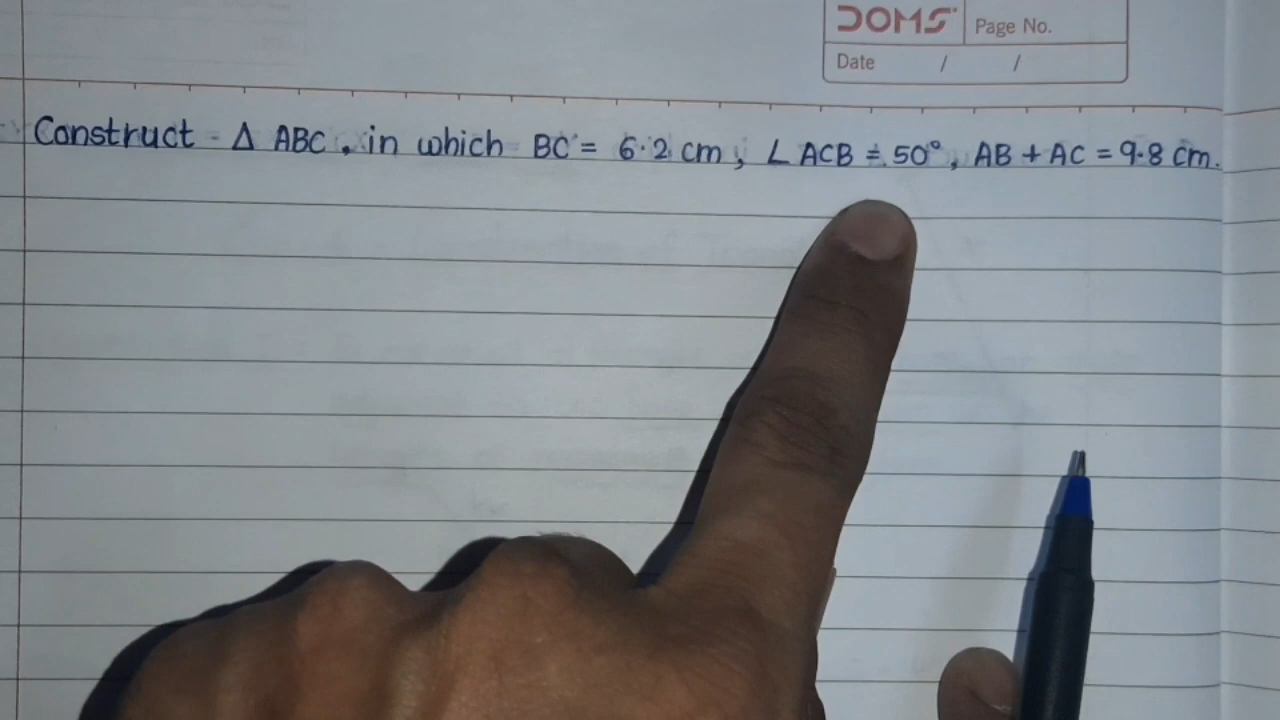 DOMS Page No.
Date / /
Construct Δ ABC, in which BC = 6.2 cm, ∠ ACB = 50°, AB + AC = 9.8 cm.